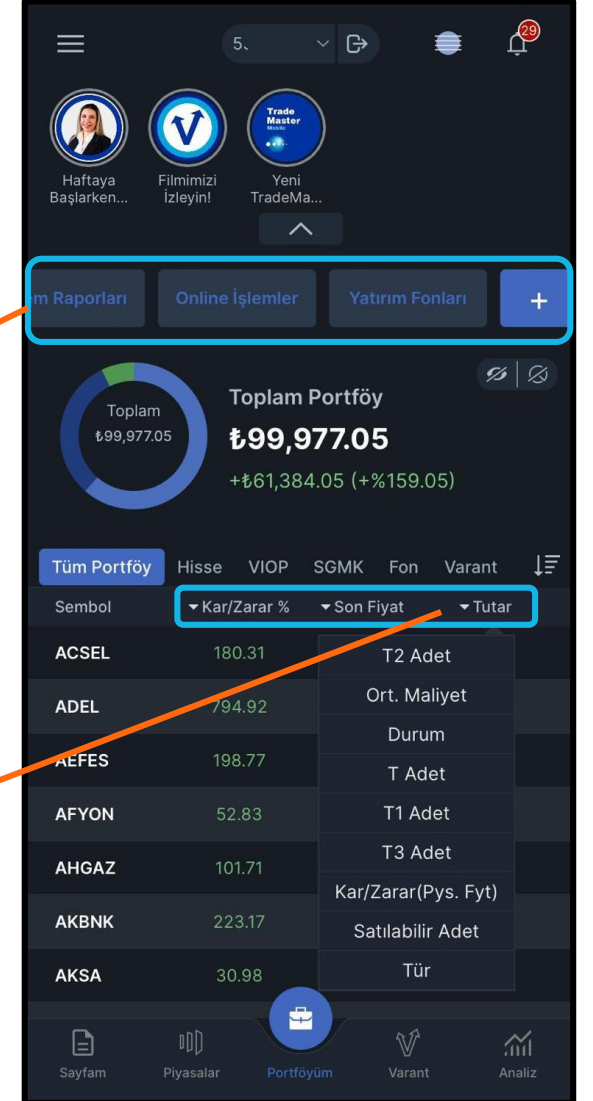 29
5、
Trade
Master
Mobile
Haftaya
Başlarken...
Filmimizi
İzleyin!
Yeni
TradeMa...
em Raporları
Online İşlemler
Yatırım Fonları
+
Toplam
₺99,977.05
Toplam Portföy
₺99,977.05
+₺61,384.05 (+%159.05)
Tüm Portföy Hisse VIOP SGMK Fon Varant
Sembol Kar/Zarar % Son Fiyat Tutar
ACSEL 180.31
ADEL 794.92
AEFES 198.77
AFYON 52.83
AHGAZ 101.71
AKBNK 223.17
AKSA 30.98
T2 Adet
Ort. Maliyet
Durum
T Adet
T1 Adet
T3 Adet
Kar/Zarar(Pys. Fyt)
Satılabilir Adet
Tür
Sayfam Piyasalar Portföyüm Varant Analiz